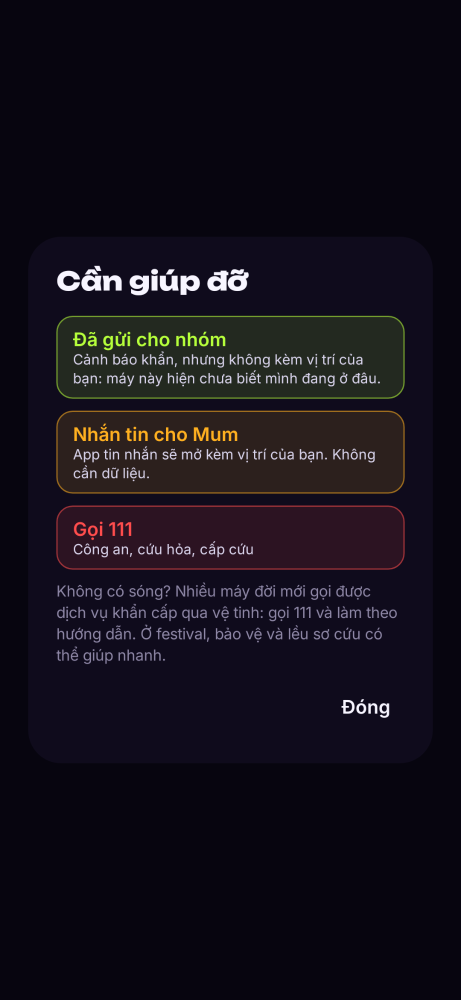 Cần giúp đỡ
Đã gửi cho nhóm
Cảnh báo khẩn, nhưng không kèm vị trí của
bạn: máy này hiện chưa biết mình đang ở đâu.
Nhắn tin cho Mum
App tin nhắn sẽ mở kèm vị trí của bạn. Không
cần dữ liệu.
Gọi 111
Công an, cứu hỏa, cấp cứu
Không có sóng? Nhiều máy đời mới gọi được
dịch vụ khẩn cấp qua vệ tinh: gọi 111 và làm theo
hướng dẫn. Ở festival, bảo vệ và lều sơ cứu có
thể giúp nhanh.
Đóng